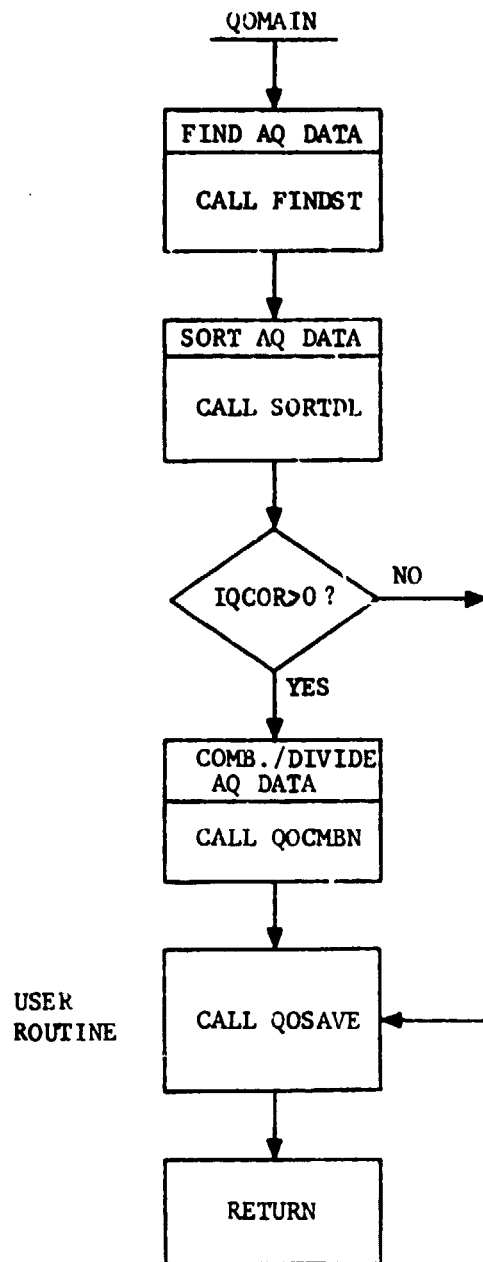 QOMAIN
FIND AQ DATA
CALL FINDST
SORT AQ DATA
CALL SORTDL
IQCOR>0 ?
NO
YES
COMB./DIVIDE
AQ DATA
CALL QOCMBN
USER
ROUTINE
CALL QOSAVE
RETURN